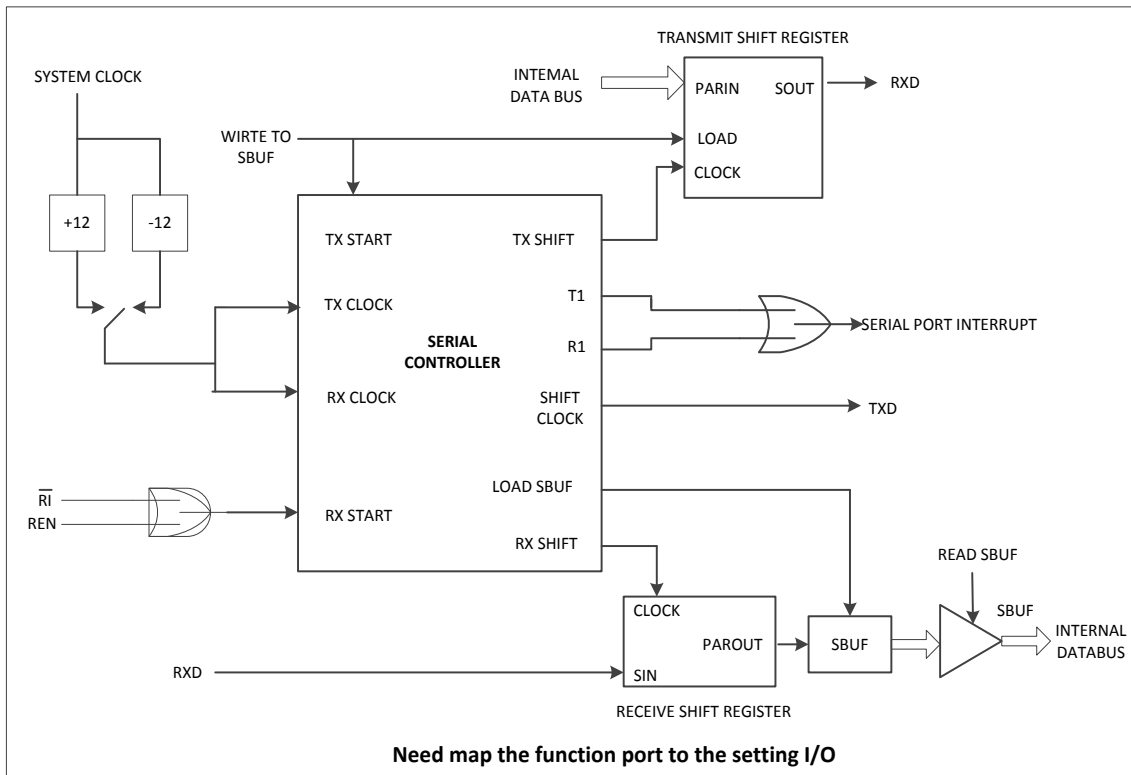 TRANSMIT SHIFT REGISTER
SYSTEM CLOCK
INTEMAL
DATA BUS
PARIN
SOUT
RXD
WIRTE TO
SBUF
LOAD
CLOCK
+12
-12
TX START
TX SHIFT
TX CLOCK
T1
SERIAL PORT INTERRUPT
SERIAL
CONTROLLER
R1
RX CLOCK
SHIFT
CLOCK
TXD
LOAD SBUF
RI
REN
RX START
RX SHIFT
READ SBUF
CLOCK
SBUF
PAROUT
SBUF
INTERNAL
DATABUS
RXD
SIN
RECEIVE SHIFT REGISTER
Need map the function port to the setting I/O